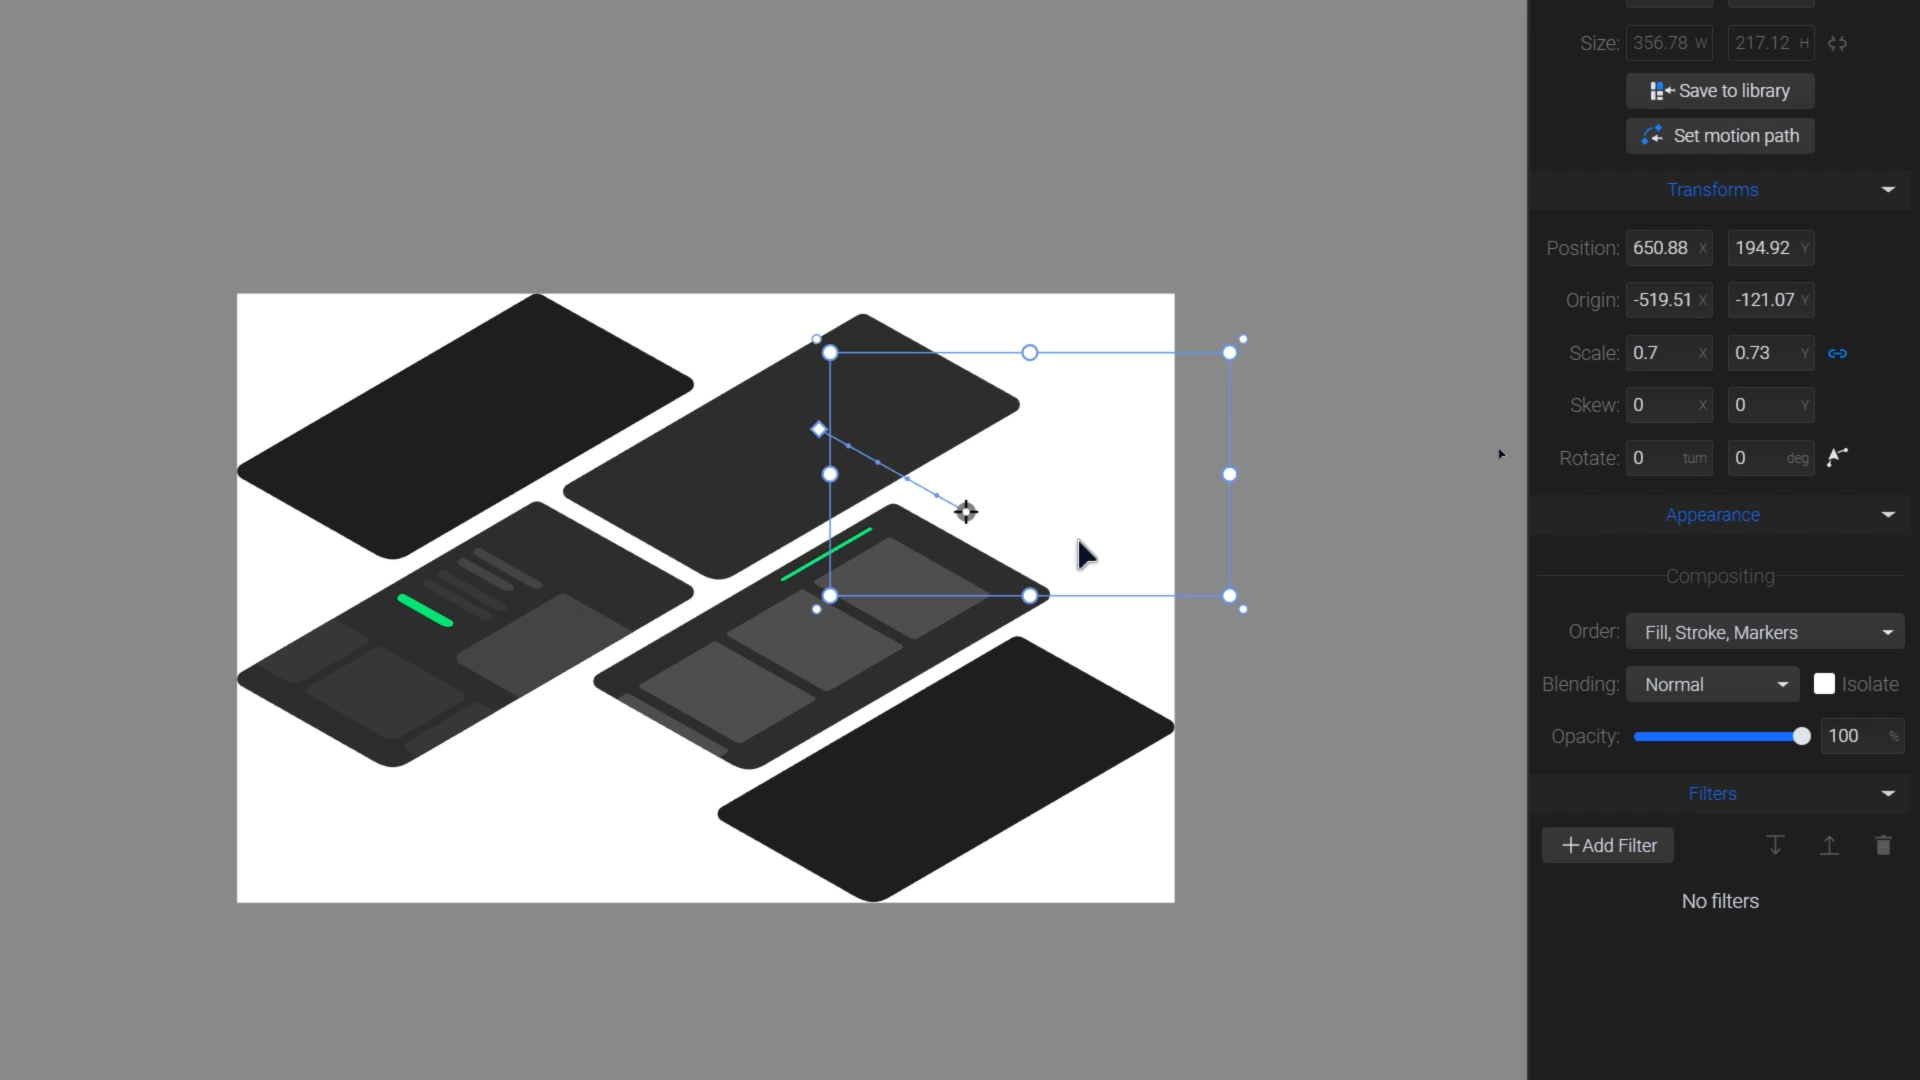 Size: 356.78 W 217.12 H
Save to library
Set motion path
Transforms
Position: 650.88 X 194.92 Y
Origin: -519.51 X -121.07 Y
Scale: 0.7 X 0.73 Y
Skew: 0 X 0 Y
Rotate: 0 turn 0 deg
Appearance
Compositing
Order: Fill, Stroke, Markers
Blending: Normal Isolate
Opacity: 100 %
Filters
+Add Filter
No filters